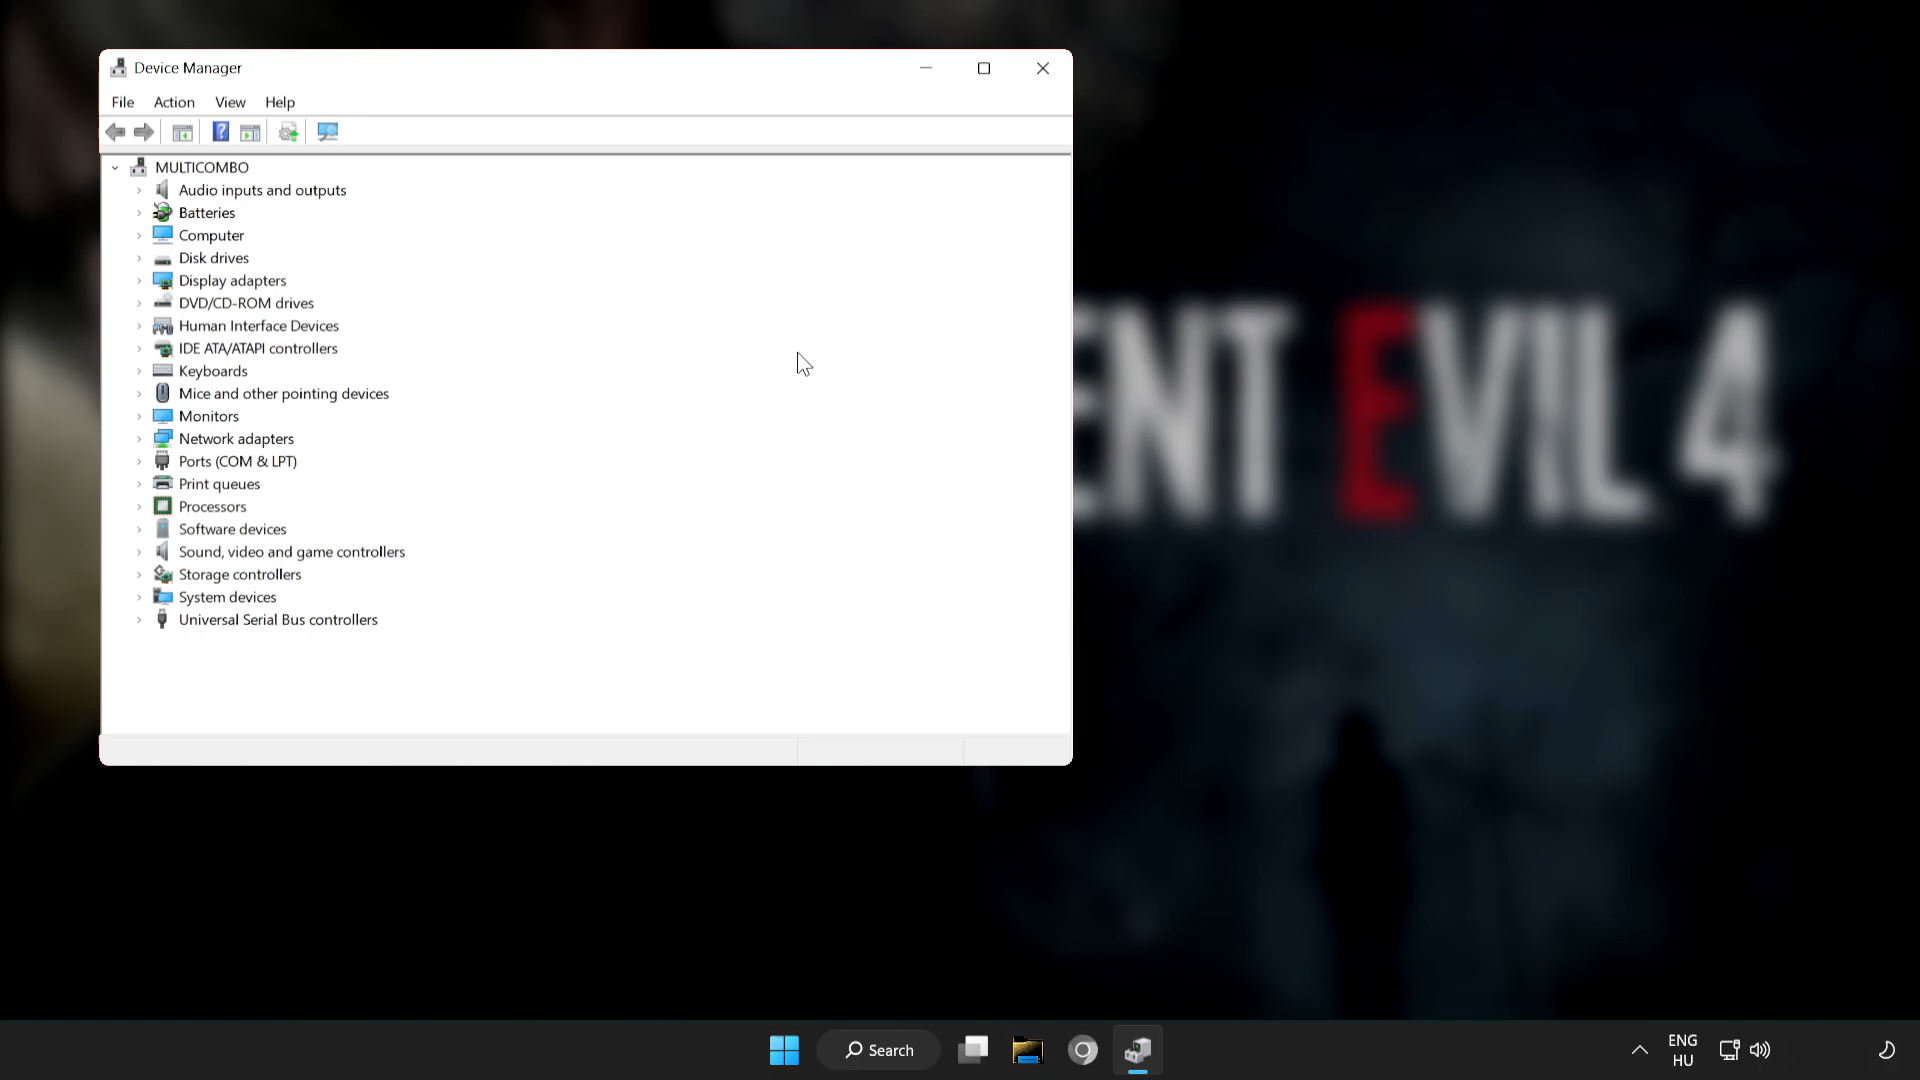 Device Manager
File Action View Help
MULTICOMBO
Audio inputs and outputs
Batteries
Computer
Disk drives
Display adapters
DVD/CD-ROM drives
Human Interface Devices
IDE ATA/ATAPI controllers
Keyboards
Mice and other pointing devices
Monitors
Network adapters
Ports (COM & LPT)
Print queues
Processors
Software devices
Sound, video and game controllers
Storage controllers
System devices
Universal Serial Bus controllers
ENT EVIL 4
Search
ENG
HU